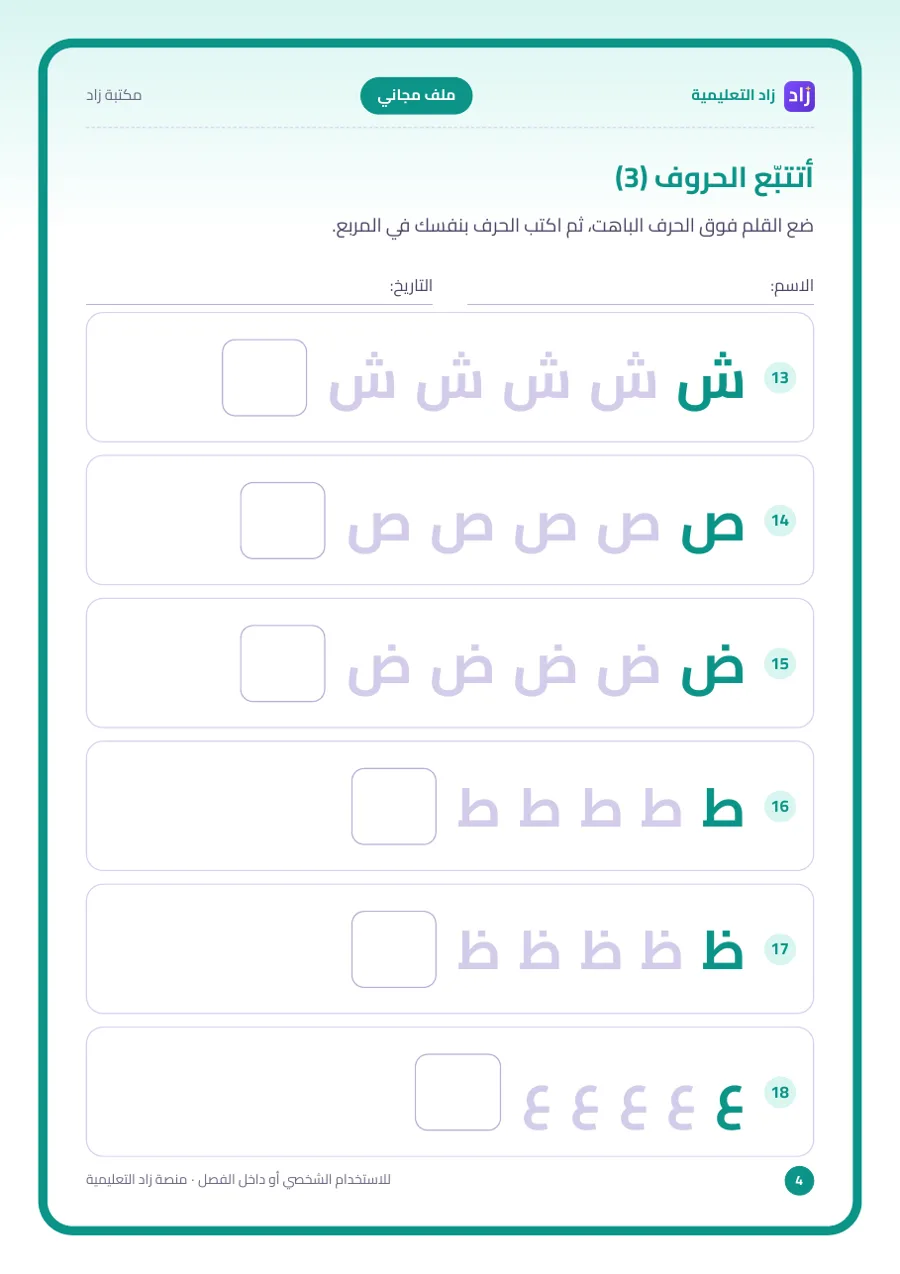 زاد زاد التعليمية ملف مجاني مكتبة زاد
أتتبّع الحروف (3)
ضع القلم فوق الحرف الباهت، ثم اكتب الحرف بنفسك في المربع.
الاسم: التاريخ:
13 ش ش ش ش ش
14 ص ص ص ص ص
15 ض ض ض ض ض
16 ط ط ط ط ط
17 ظ ظ ظ ظ ظ
18 ع ع ع ع ع
4 للاستخدام الشخصي أو داخل الفصل · منصة زاد التعليمية